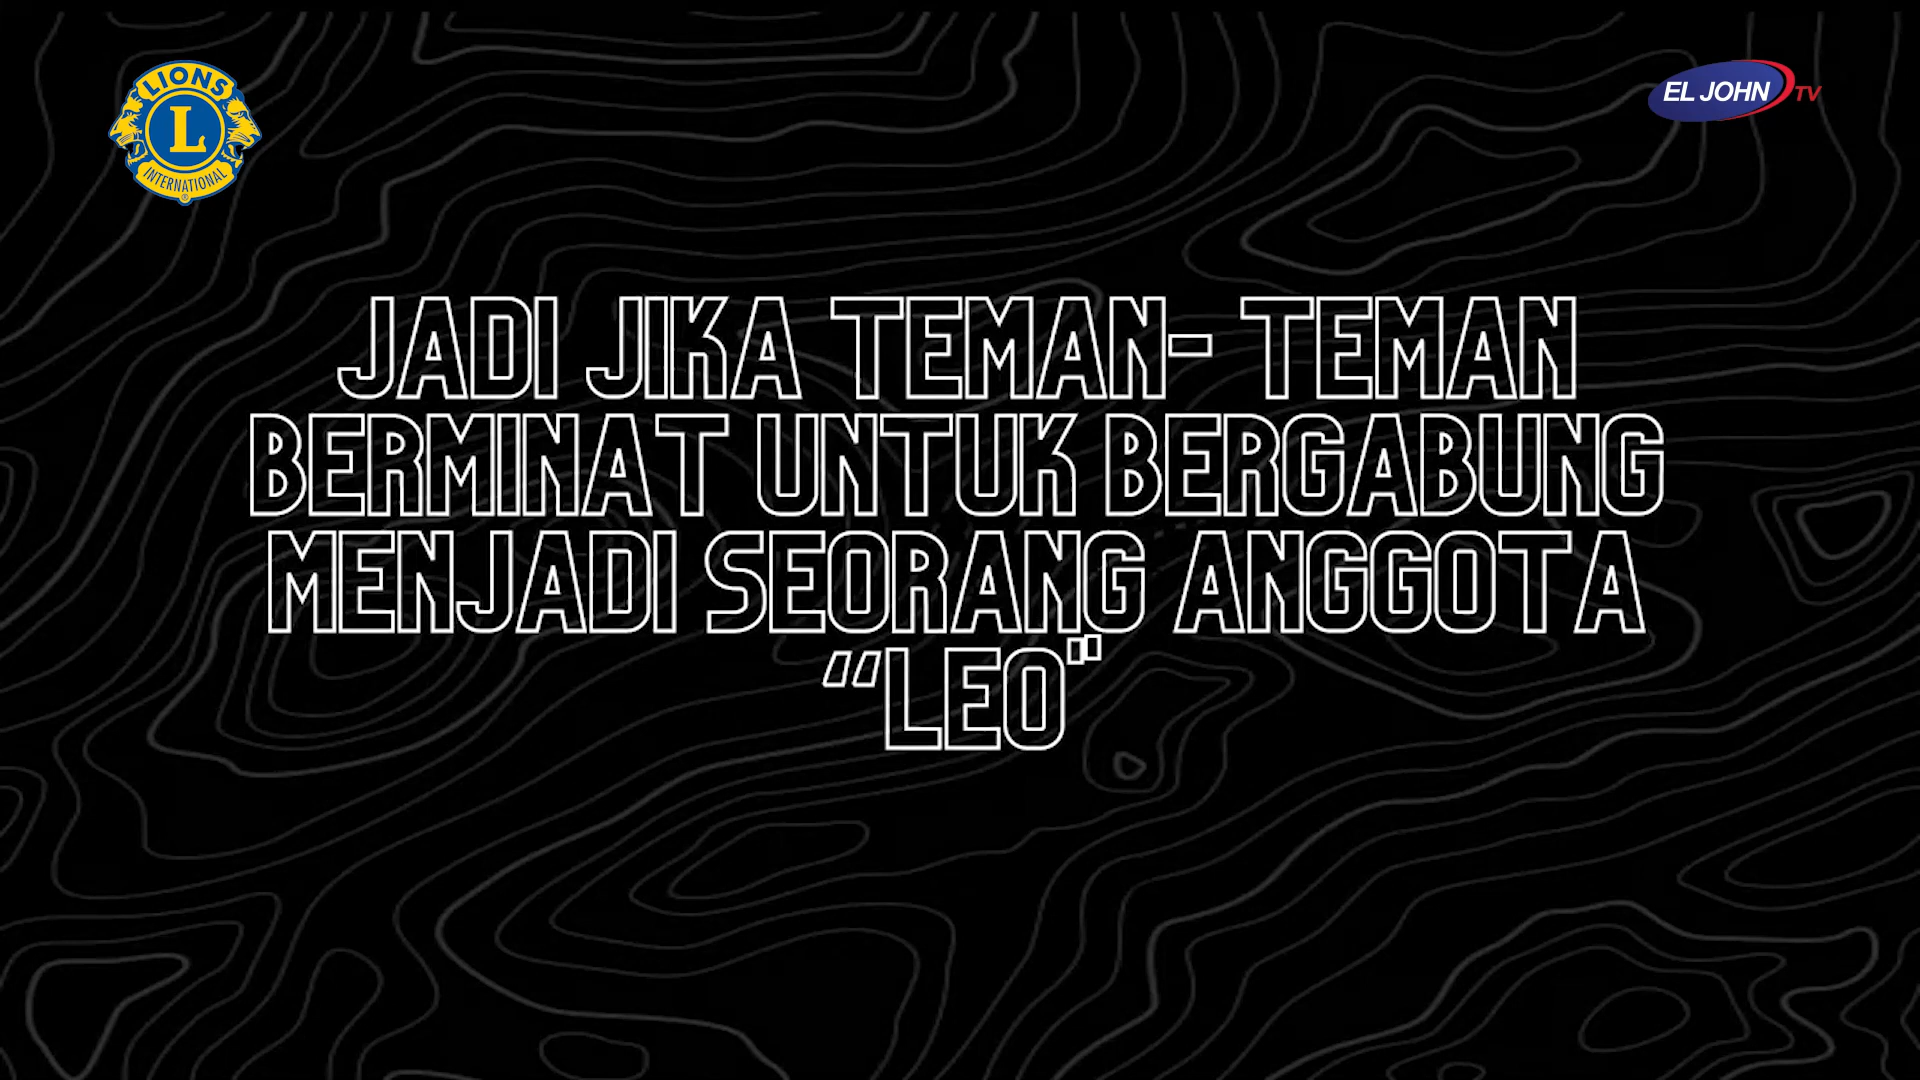 LIONS
L
INTERNATIONAL
EL JOHN TV
JADI JIKA TEMAN- TEMAN
BERMINAT UNTUK BERGABUNG
MENJADI SEORANG ANGGOTA
“LEO"